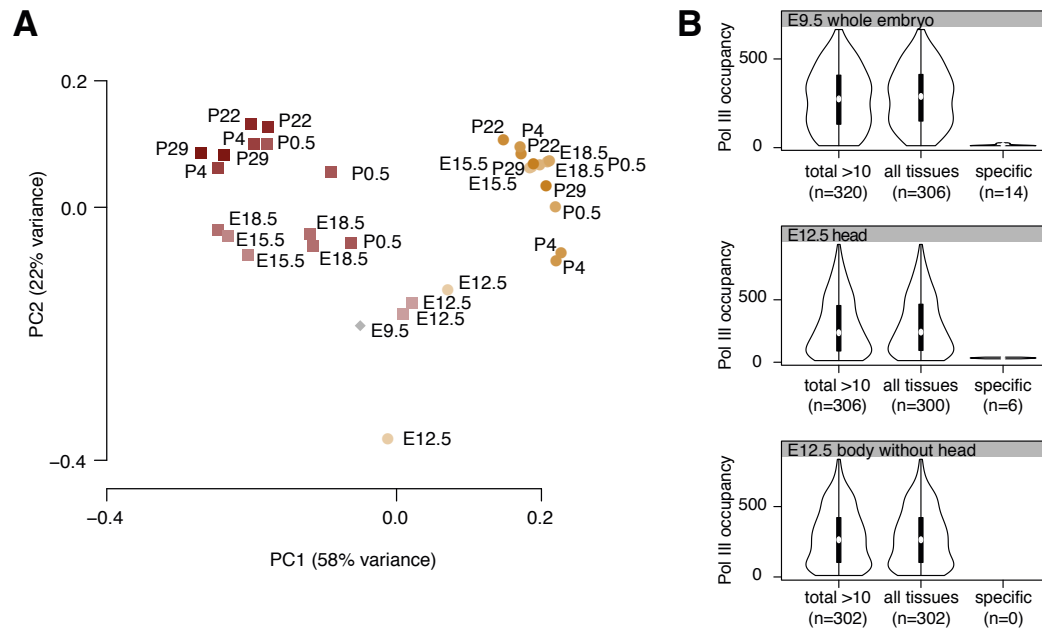 A
0.2
0.0
−0.4
PC2 (22% variance)
−0.4
0.0
0.2
PC1 (58% variance)
P22
P22
P4
P0.5
P29
P29
P4
P0.5
E18.5
E15.5
E15.5
E18.5
E18.5
P0.5
E12.5
E12.5
E12.5
E9.5
E12.5
P22
P4
P22
E18.5
E15.5
P29
E18.5
P0.5
E15.5
P29
P0.5
P4
P4
B
E9.5 whole embryo
Pol III occupancy
500
0
total >10
(n=320)
all tissues
(n=306)
specific
(n=14)
E12.5 head
Pol III occupancy
500
0
total >10
(n=306)
all tissues
(n=300)
specific
(n=6)
E12.5 body without head
Pol III occupancy
500
0
total >10
(n=302)
all tissues
(n=302)
specific
(n=0)